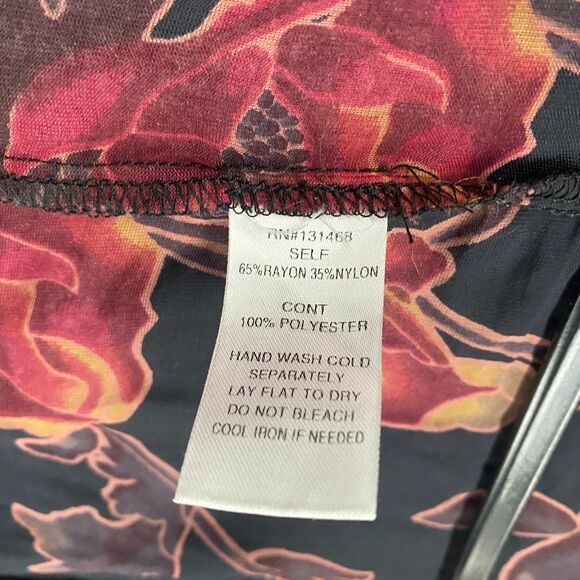 RN#131468
SELF
65%RAYON 35%NYLON
CONT
100% POLYESTER
HAND WASH COLD
SEPARATELY
LAY FLAT TO DRY
DO NOT BLEACH
COOL IRON IF NEEDED